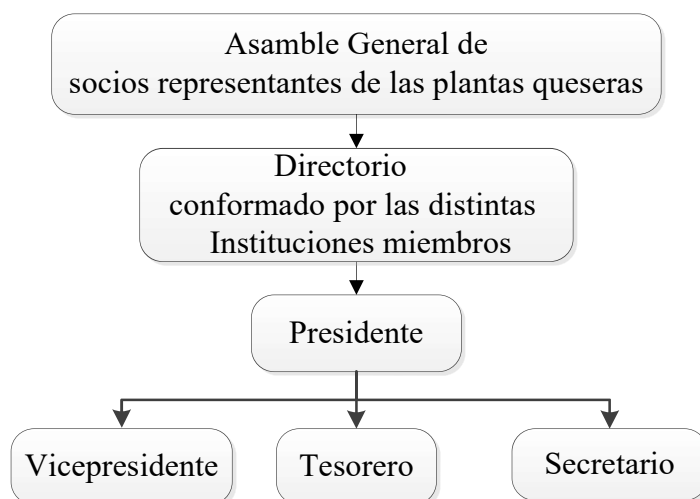 Asamble General de
socios representantes de las plantas queseras
Directorio
conformado por las distintas
Instituciones miembros
Presidente
Vicepresidente
Tesorero
Secretario